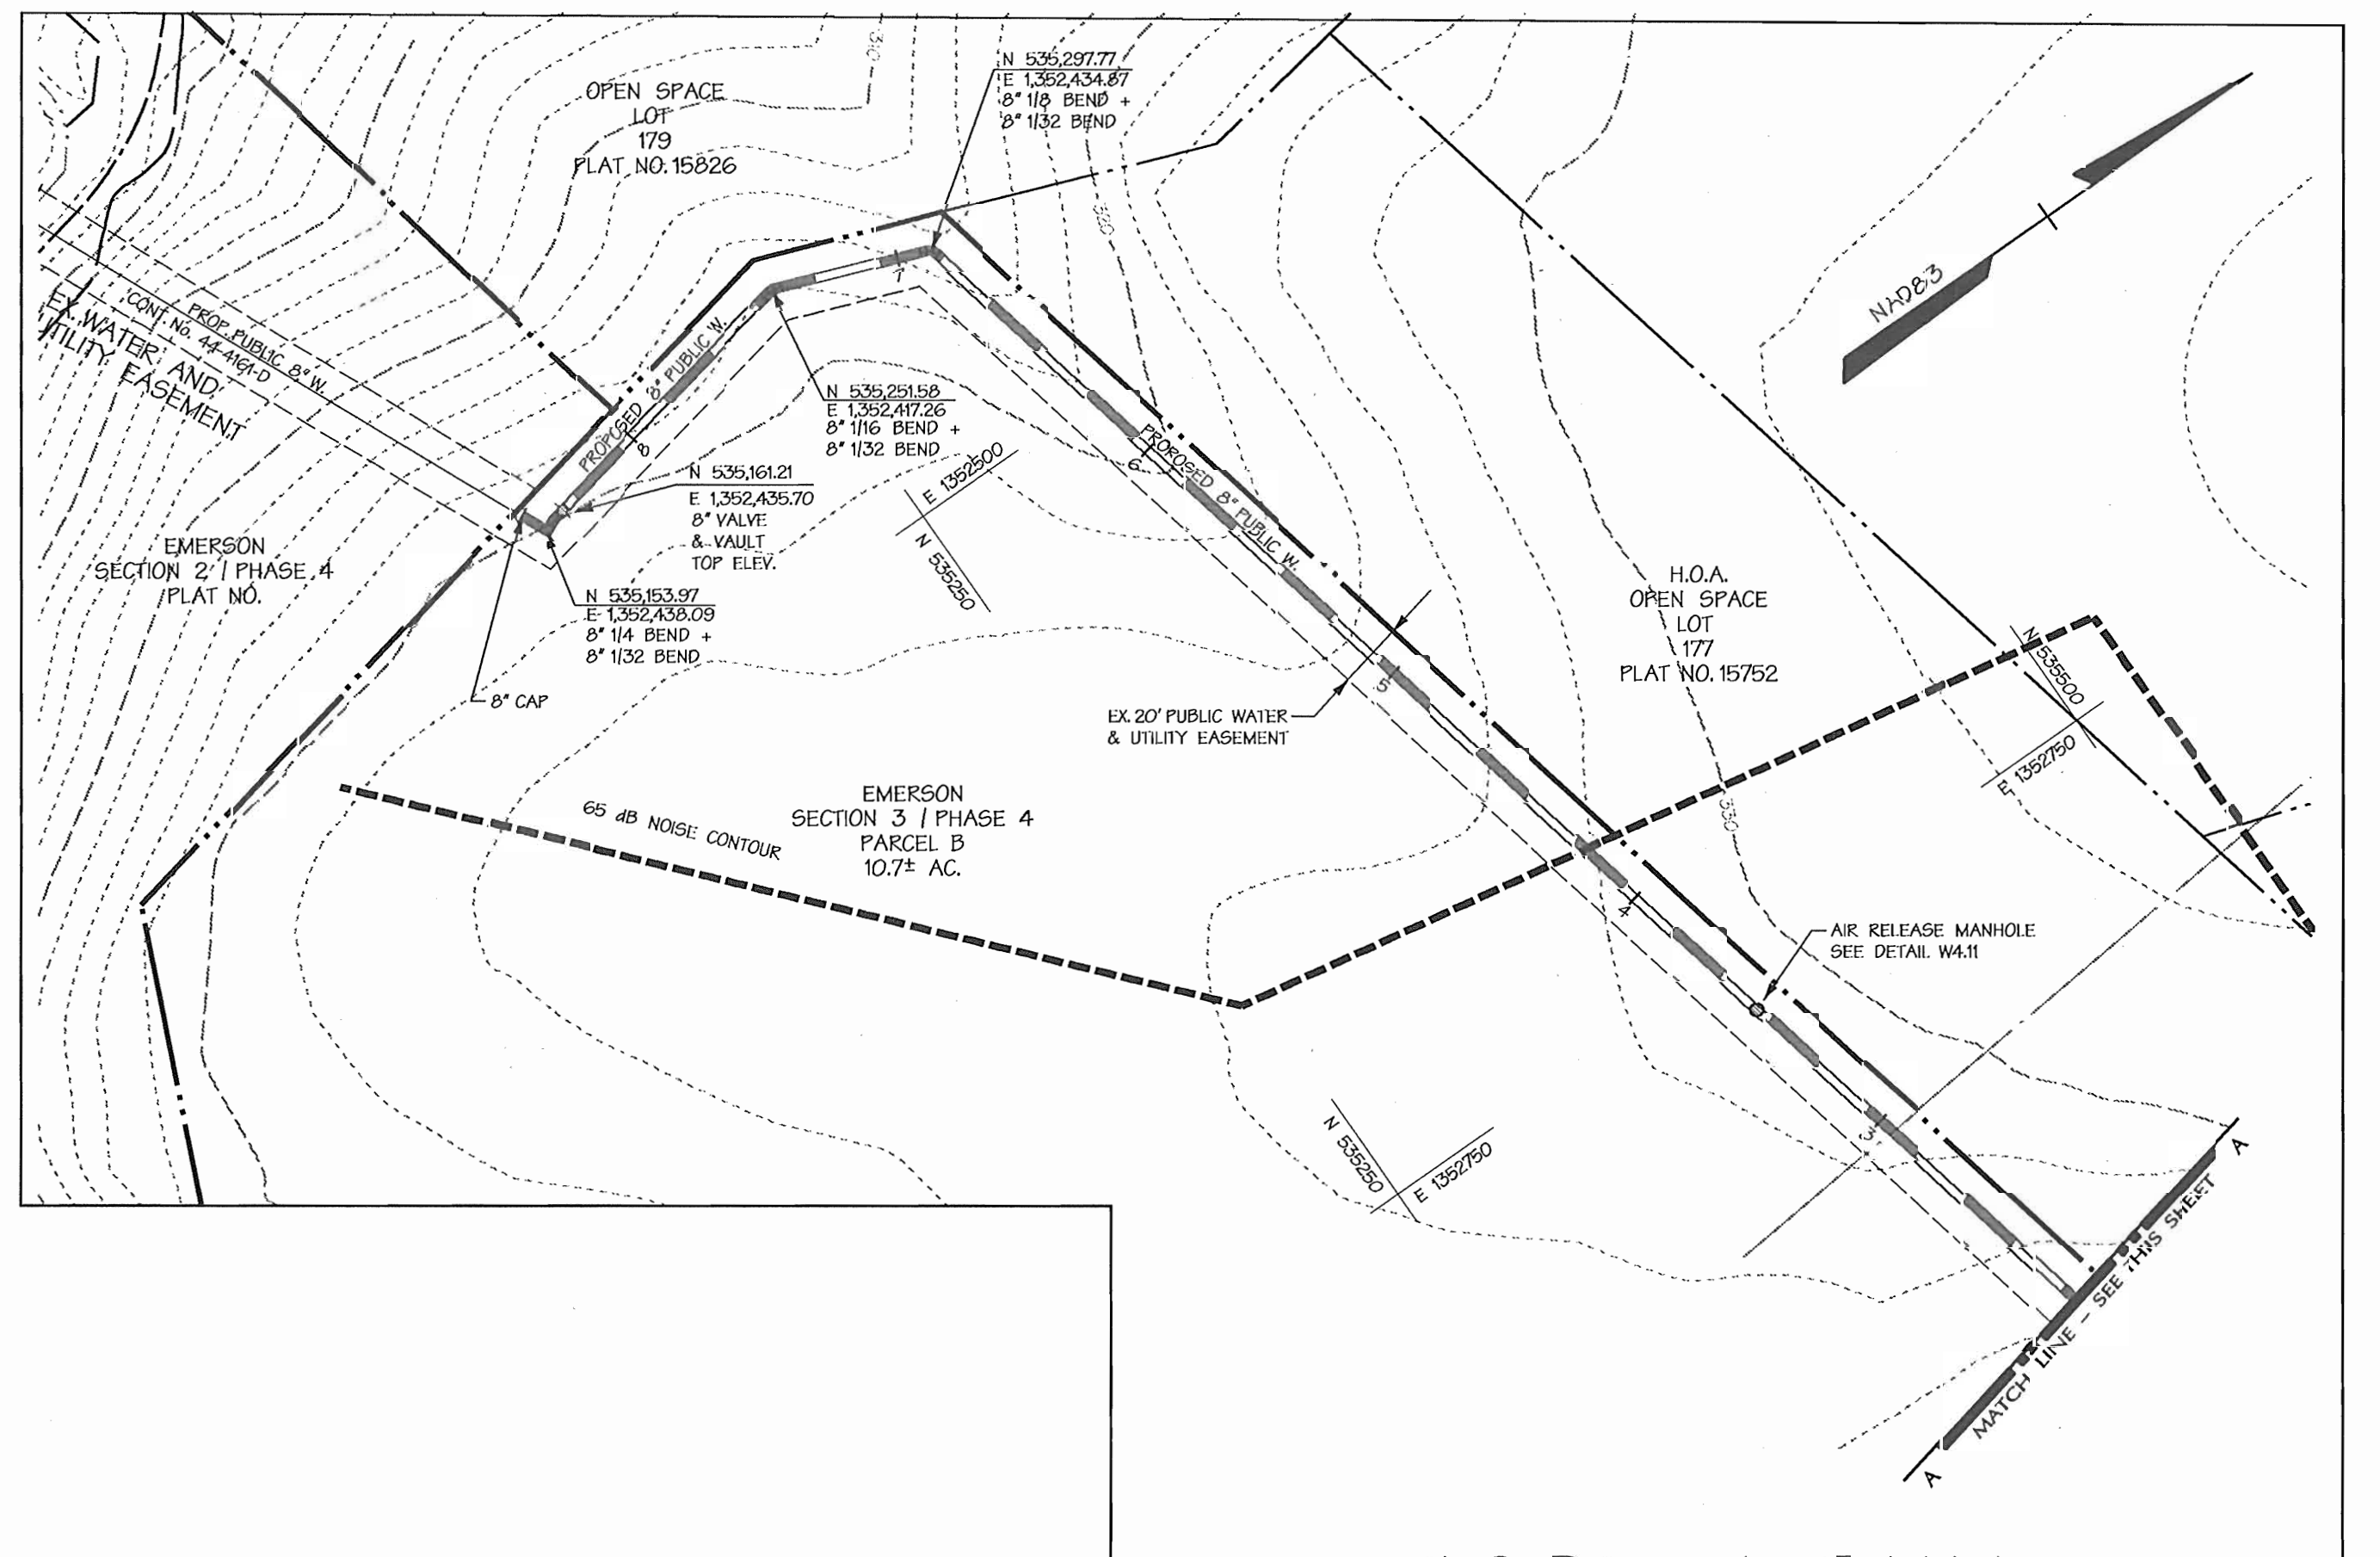 310
OPEN SPACE
LOT
179
PLAT NO. 15826
N 535,297.77
E 1,352,434.87
8" 1/8 BEND +
8" 1/32 BEND
320
NAD83
PROP. PUBLIC 8" W.
CONT. No. 44-4161-D
EX. WATER AND
UTILITY
EASEMENT
PROPOSED 8" PUBLIC W.
7
8
N 535,251.58
E 1,352,417.26
8" 1/16 BEND +
8" 1/32 BEND
N 535,161.21
E 1,352,435.70
8" VALVE
& VAULT
TOP ELEV.
E 1352500
N 535250
6
PROPOSED 8" PUBLIC W.
EMERSON
SECTION 2 / PHASE 4
PLAT NO.
N 535,153.97
E 1,352,438.09
8" 1/4 BEND +
8" 1/32 BEND
8" CAP
H.O.A.
OPEN SPACE
LOT
177
PLAT NO. 15752
N 535500
E 1352750
5
EX. 20' PUBLIC WATER
& UTILITY EASEMENT
65 dB NOISE CONTOUR
EMERSON
SECTION 3 / PHASE 4
PARCEL B
10.7± AC.
330
4
AIR RELEASE MANHOLE
SEE DETAIL W4.11
3
N 535250
E 1352750
A
MATCH LINE - SEE THIS SHEET
A